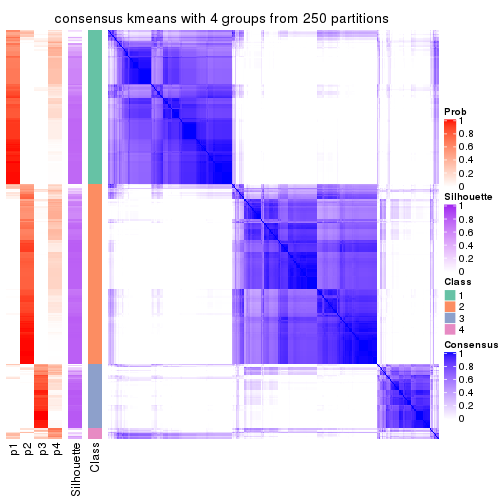 consensus kmeans with 4 groups from 250 partitions
Prob
1
0.8
0.6
0.4
0.2
0
Silhouette
1
0.8
0.6
0.4
0.2
0
Class
1
2
3
4
Consensus
1
0.8
0.6
0.4
0.2
0
p1
p2
p3
p4
Silhouette
Class